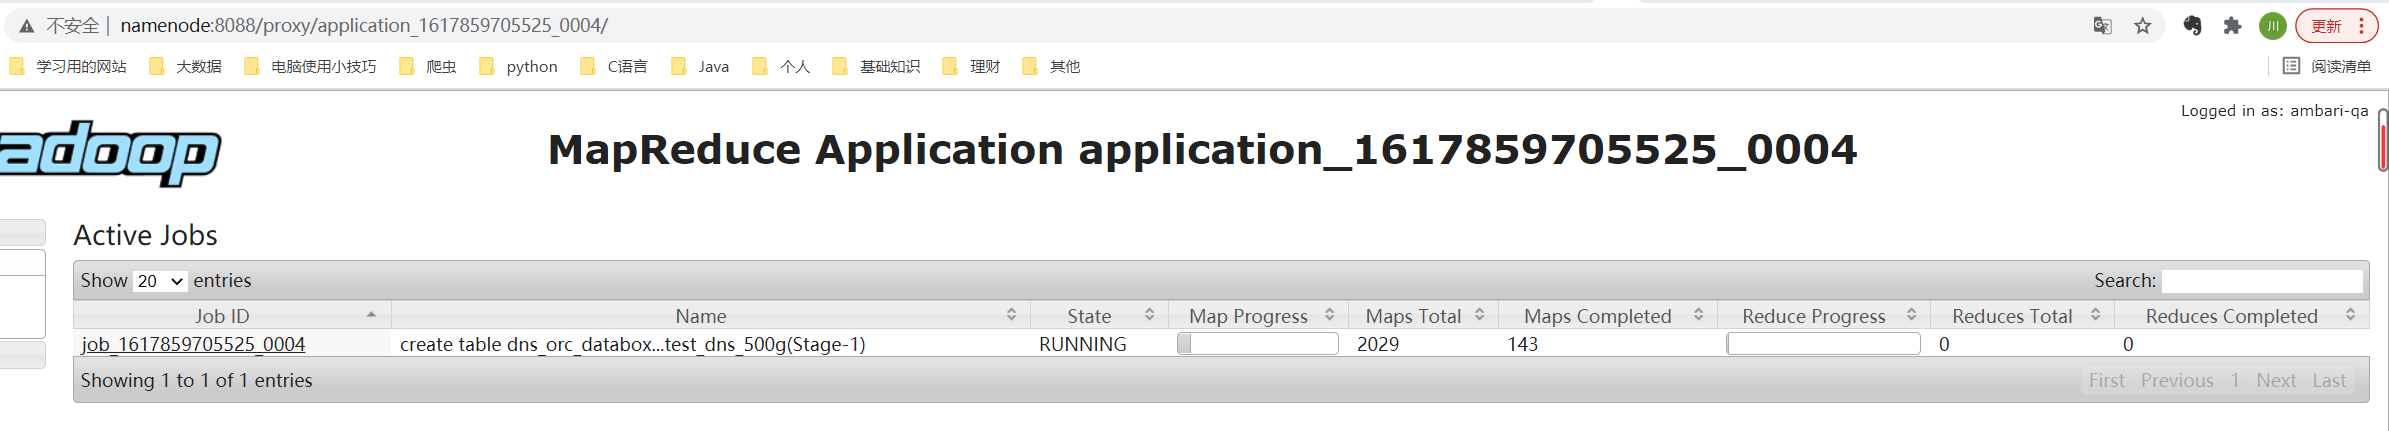 不安全 | namenode:8088/proxy/application_1617859705525_0004/
川 更新
学习用的网站 大数据 电脑使用小技巧 爬虫 python C语言 Java 个人 基础知识 理财 其他 阅读清单
Logged in as: ambari-qa
adoop
MapReduce Application application_1617859705525_0004
Active Jobs
Show 20 entries Search:
Job ID Name State Map Progress Maps Total Maps Completed Reduce Progress Reduces Total Reduces Completed
job_1617859705525_0004 create table dns_orc_databox...test_dns_500g(Stage-1) RUNNING 2029 143 0 0
Showing 1 to 1 of 1 entries First Previous 1 Next Last